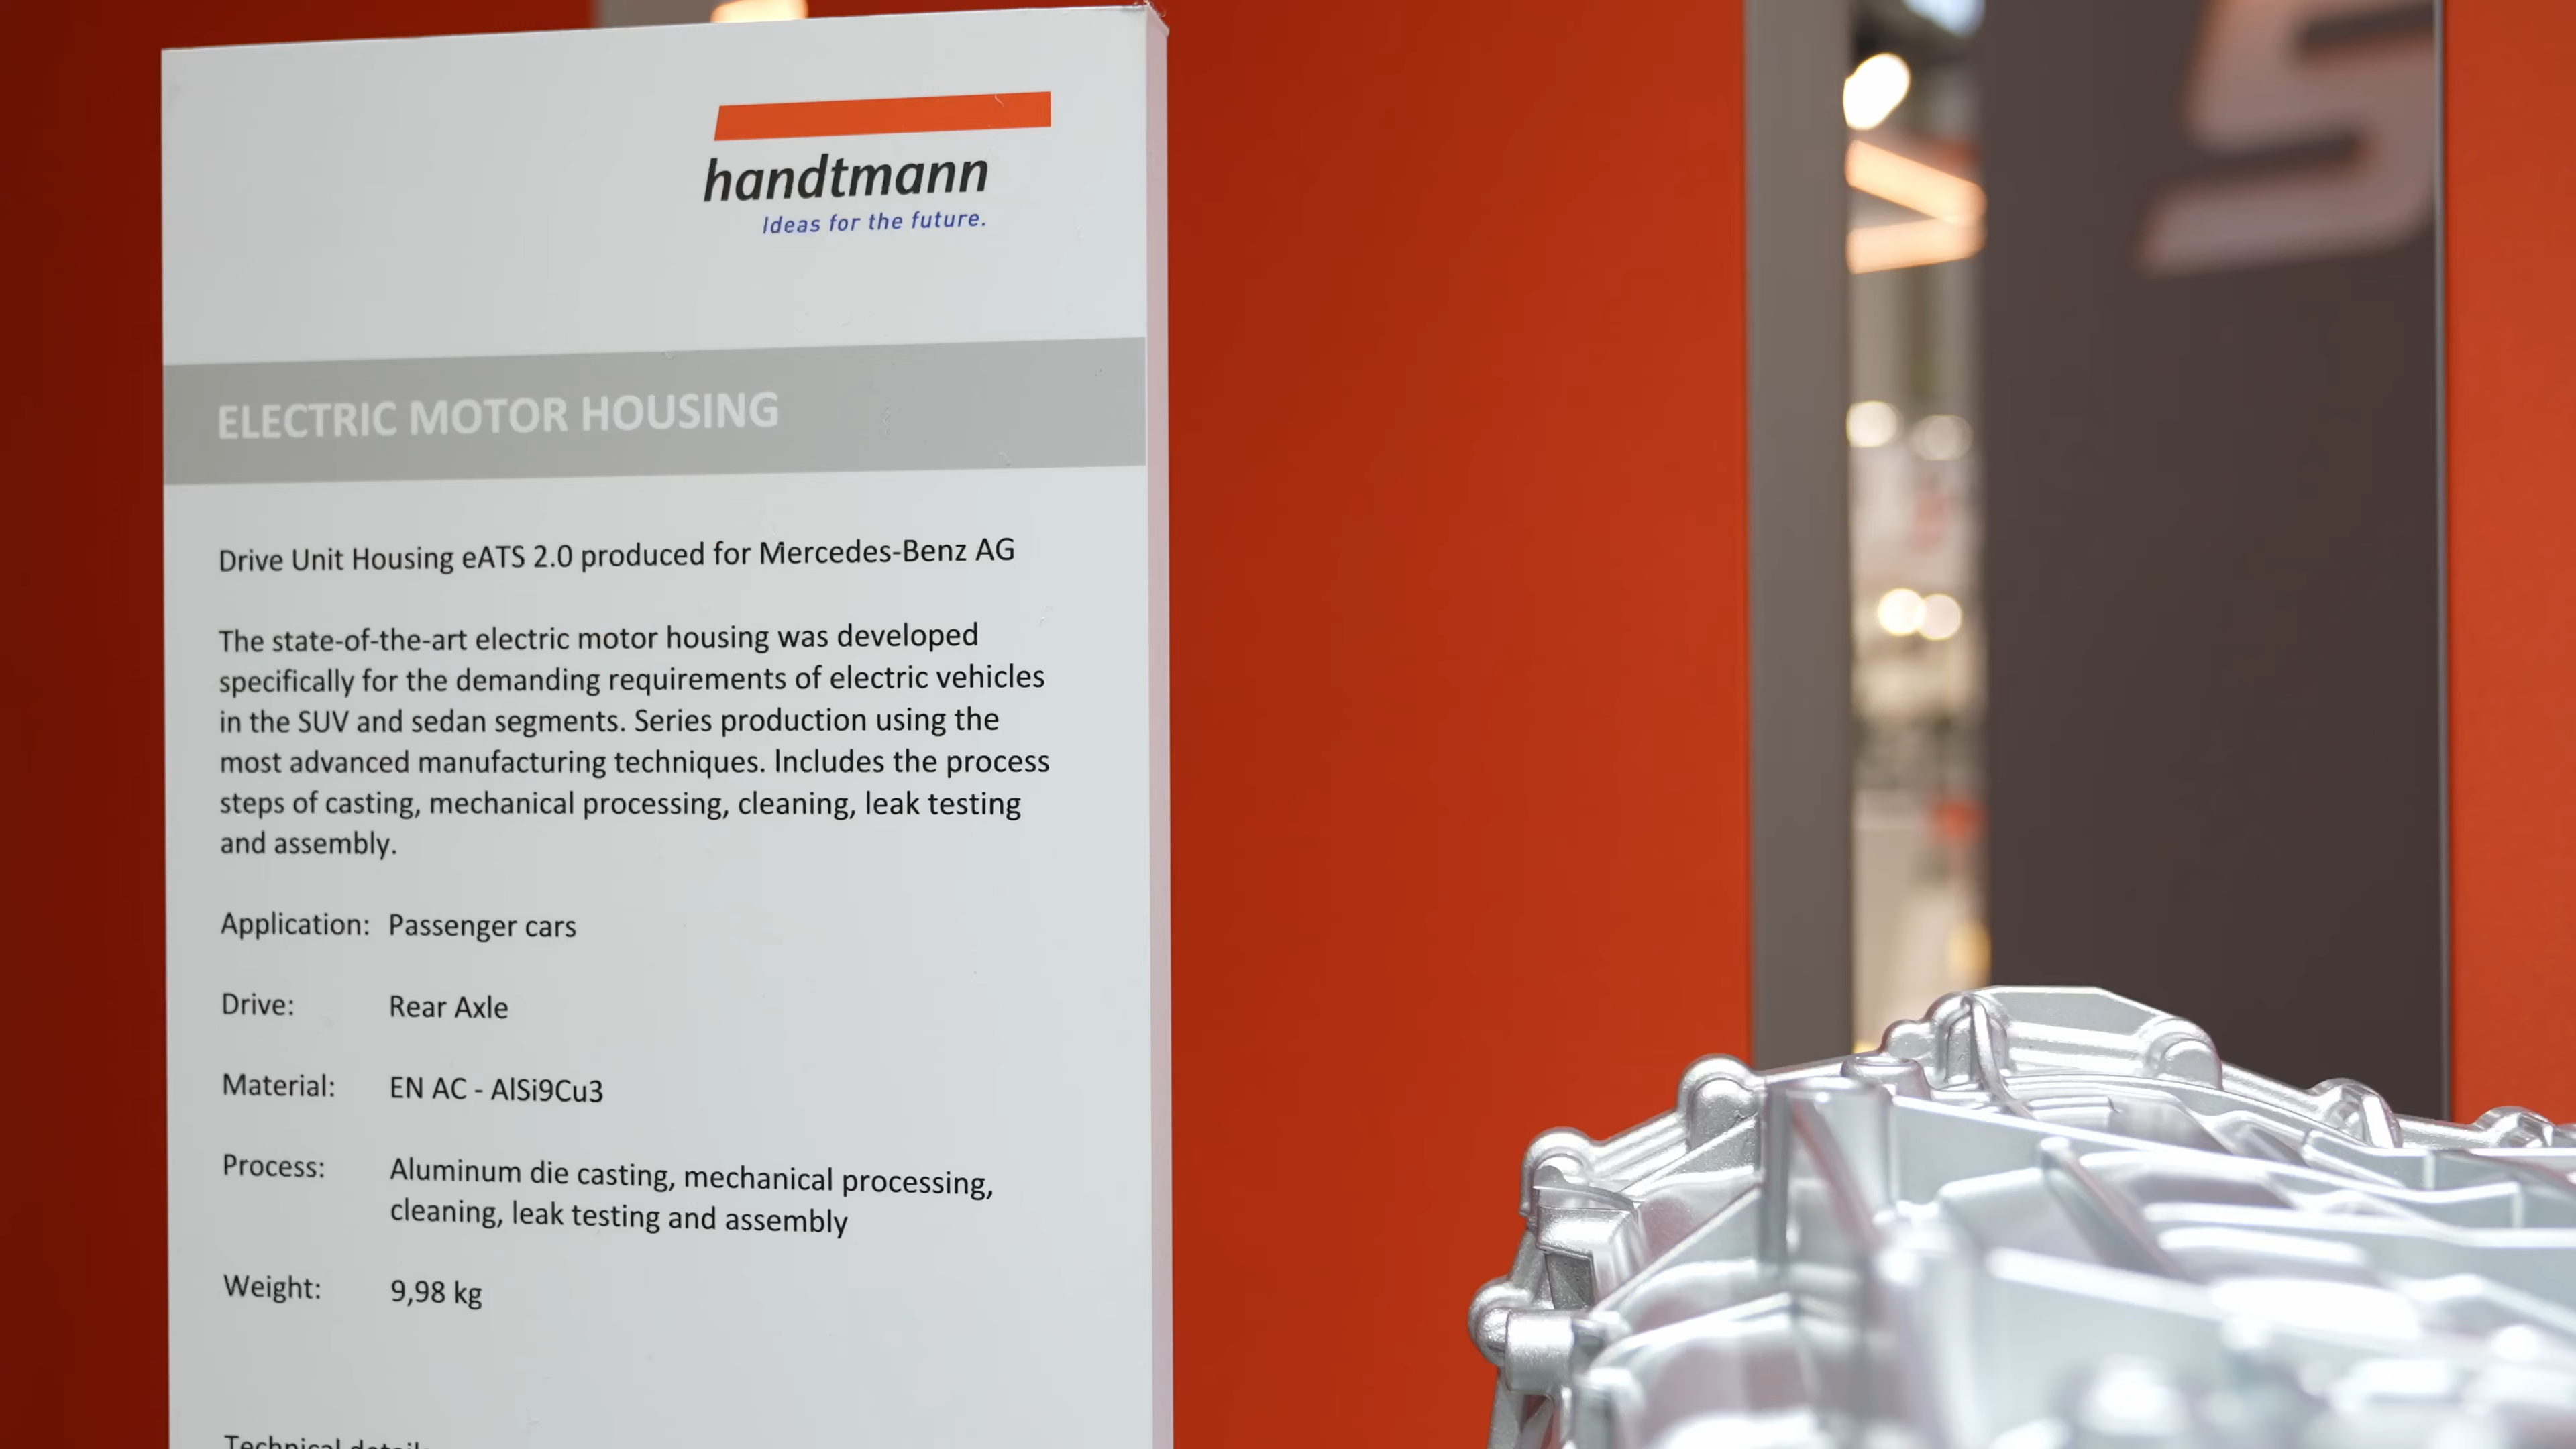 handtmann
Ideas for the future.
ELECTRIC MOTOR HOUSING
Drive Unit Housing eATS 2.0 produced for Mercedes-Benz AG
The state-of-the-art electric motor housing was developed
specifically for the demanding requirements of electric vehicles
in the SUV and sedan segments. Series production using the
most advanced manufacturing techniques. Includes the process
steps of casting, mechanical processing, cleaning, leak testing
and assembly.
Application: Passenger cars
Drive: Rear Axle
Material: EN AC - AlSi9Cu3
Process: Aluminum die casting, mechanical processing,
cleaning, leak testing and assembly
Weight: 9,98 kg
Technical
S